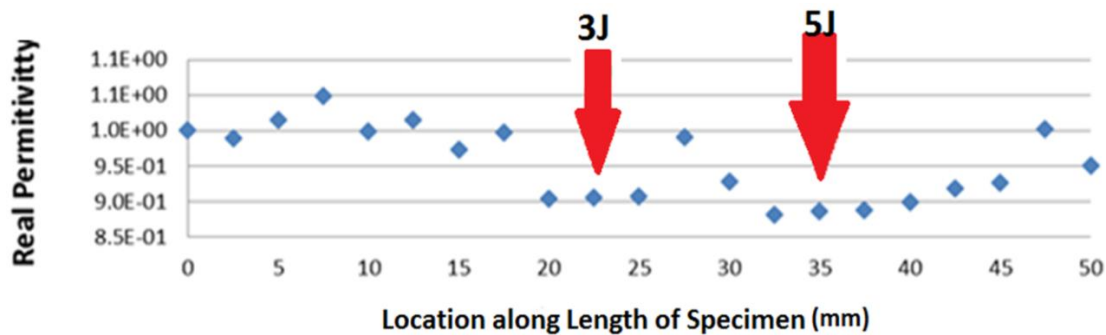 3J 5J
Real Permitivitty
1.1E+00
1.1E+00
1.0E+00
9.5E-01
9.0E-01
8.5E-01
0 5 10 15 20 25 30 35 40 45 50
Location along Length of Specimen (mm)